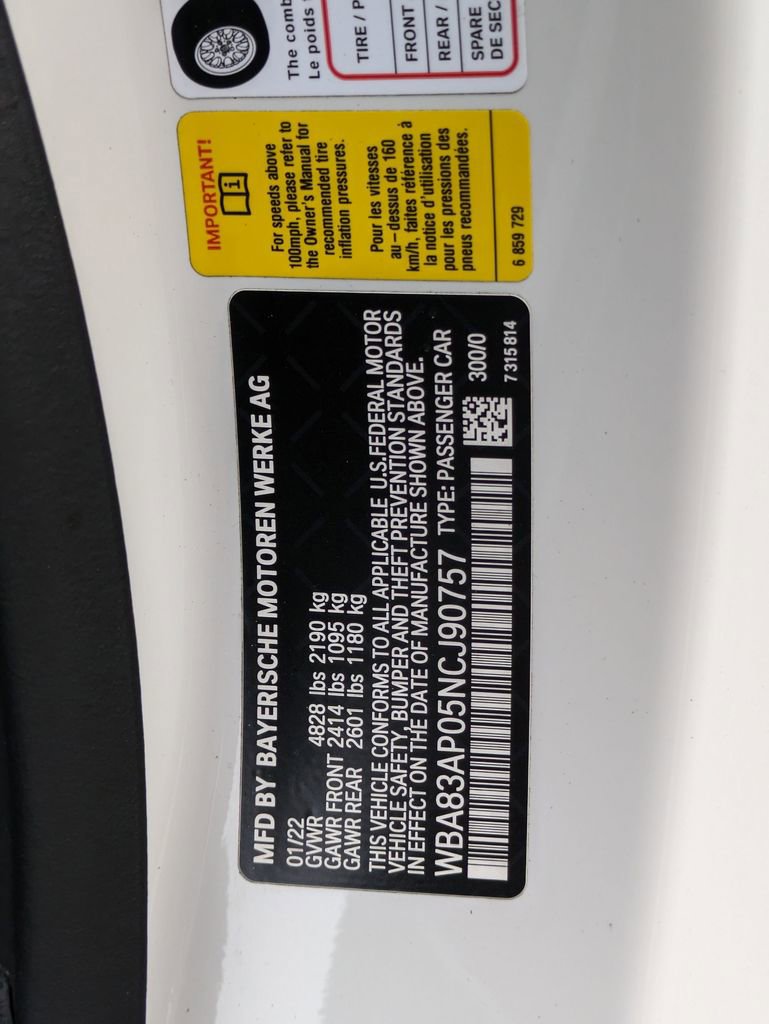 MFD BY BAYERISCHE MOTOREN WERKE AG
01/22
GVWR 4828 lbs 2190 kg
GAWR FRONT 2414 lbs 1095 kg
GAWR REAR 2601 lbs 1180 kg
THIS VEHICLE CONFORMS TO ALL APPLICABLE U.S.FEDERAL MOTOR
VEHICLE SAFETY, BUMPER AND THEFT PREVENTION STANDARDS
IN EFFECT ON THE DATE OF MANUFACTURE SHOWN ABOVE.
WBA83AP05NCJ90757 TYPE: PASSENGER CAR
300/0
7 315 814
IMPORTANT!
i
For speeds above
100mph, please refer to
the Owner's Manual for
recommended tire
inflation pressures.
Pour les vitesses
au-dessus de 160
km/h, faites référence à
la notice d'utilisation
pour les pressions des
pneus recommandées.
6 859 729
The comb
Le poids
TIRE / P
FRONT
REAR /
SPARE
DE SEC